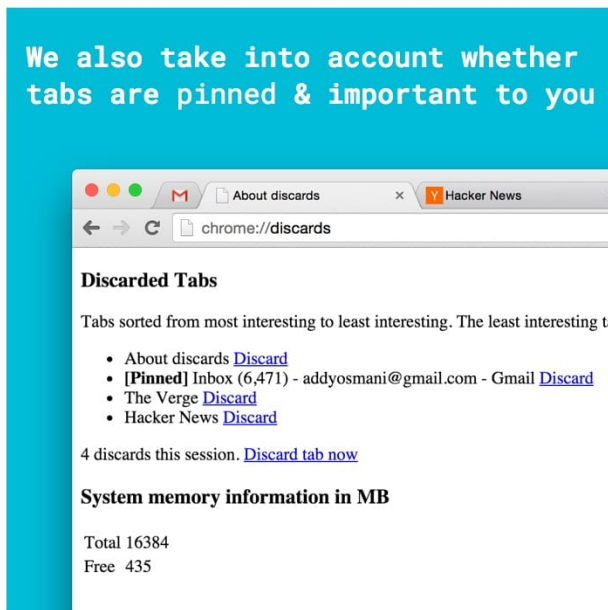 We also take into account whether
tabs are pinned & important to you
About discards
Hacker News
chrome://discards
Discarded Tabs
Tabs sorted from most interesting to least interesting. The least interesting
About discards Discard
[Pinned] Inbox (6,471) - addyosmani@gmail.com - Gmail Discard
The Verge Discard
Hacker News Discard
4 discards this session. Discard tab now
System memory information in MB
Total 16384
Free 435